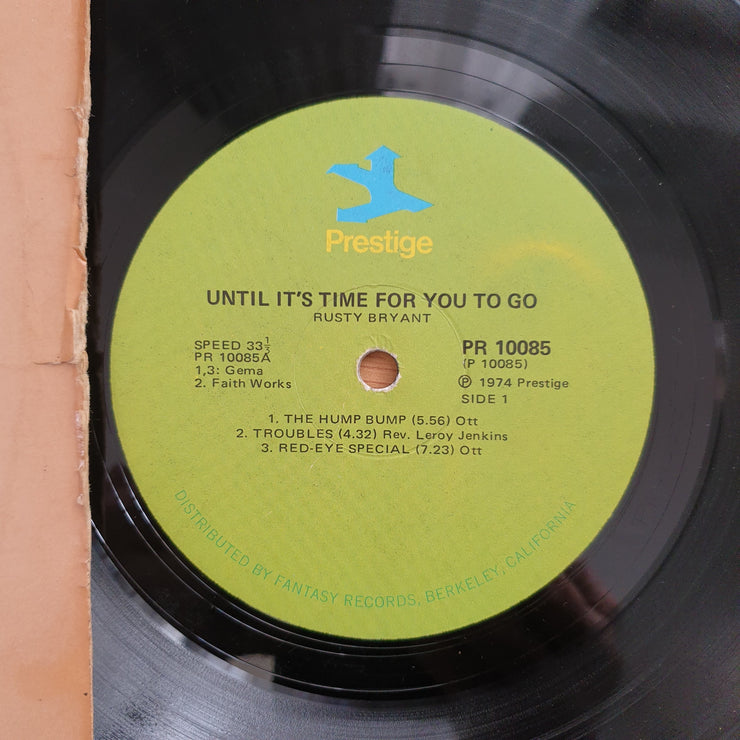 Prestige
UNTIL IT'S TIME FOR YOU TO GO
RUSTY BRYANT
SPEED 33⅓
PR 10085A
1,3: Gema
2. Faith Works
PR 10085
(P 10085)
℗ 1974 Prestige
SIDE 1
1. THE HUMP BUMP (5.56) Ott
2. TROUBLES (4.32) Rev. Leroy Jenkins
3. RED-EYE SPECIAL (7.23) Ott
DISTRIBUTED BY FANTASY RECORDS, BERKELEY, CALIFORNIA